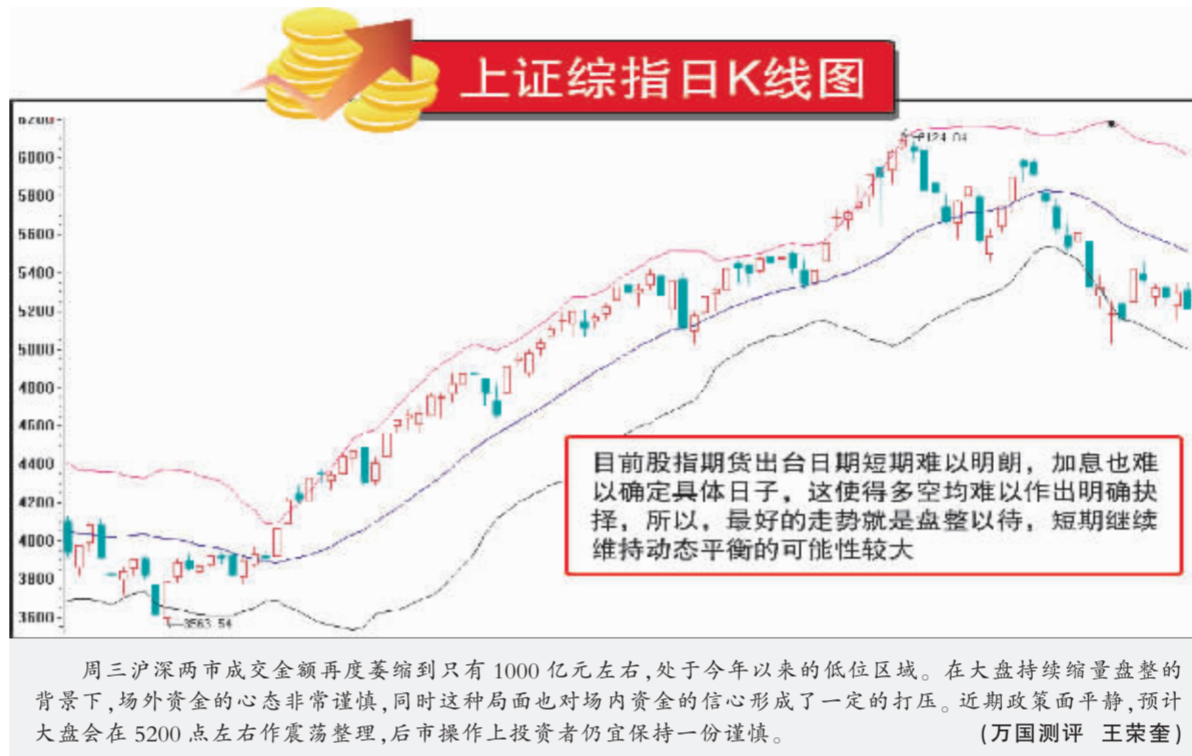 上证综指日K线图
6200
6124.04
6000
5800
5600
5400
5200
5000
4800
4600
4400
4200
4000
3800
3600
3563.54
目前股指期货出台日期短期难以明朗，加息也难
以确定具体日子，这使得多空均难以作出明确抉
择，所以，最好的走势就是盘整以待，短期继续
维持动态平衡的可能性较大
周三沪深两市成交金额再度萎缩到只有1000亿元左右,处于今年以来的低位区域。在大盘持续缩量盘整的
背景下,场外资金的心态非常谨慎,同时这种局面也对场内资金的信心形成了一定的打压。近期政策面平静,预计
大盘会在5200点左右作震荡整理,后市操作上投资者仍宜保持一份谨慎。 (万国测评 王荣奎)